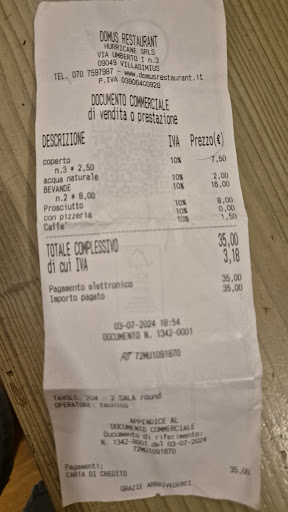 DOMUS RESTAURANT
HURRICANE SRLS
VIA UMBERTO I n.3
09049 VILLASIMIUS
TEL. 070 7597987 - www.domusrestaurant.it
P.IVA 03908400928
DOCUMENTO COMMERCIALE
di vendita o prestazione
DESCRIZIONE IVA Prezzo(€)
coperto 10% 7,50
n.3 * 2,50
acqua naturale 10% 2,00
BEVANDE 10% 16,00
n.2 * 8,00
Prosciutto 10% 8,00
con pizzeria 10% 0,00
Caffe' 10% 1,50
TOTALE COMPLESSIVO 35,00
di cui IVA 3,18
Pagamento elettronico 35,00
Importo pagato 35,00
03-07-2024 18:54
DOCUMENTO N. 1342-0001
RT 72MU1091870
TAVOLO: 204 - 2 SALA round
OPERATORE: tecnico
APPENDICE AL
DOCUMENTO COMMERCIALE
Documento di riferimento:
N. 1342-0001 del 03-07-2024
72MU1091870
Pagamenti:
CARTA DI CREDITO 35,00
GRAZIE ARRIVEDERCI